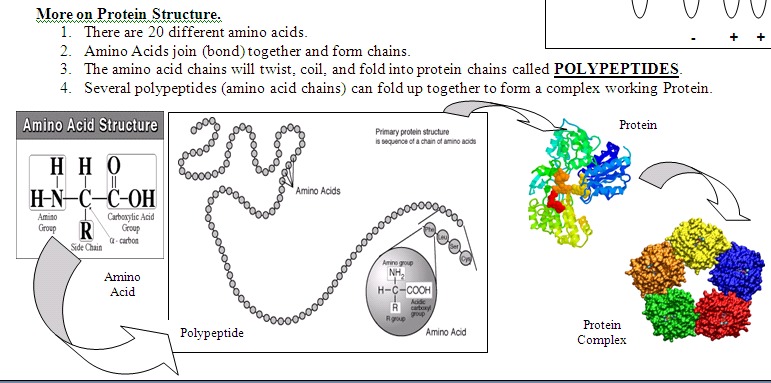 More on Protein Structure.
1. There are 20 different amino acids.
2. Amino Acids join (bond) together and form chains.
3. The amino acid chains will twist, coil, and fold into protein chains called POLYPEPTIDES.
4. Several polypeptides (amino acid chains) can fold up together to form a complex working Protein.
- + +
Amino Acid Structure
H H O
H-N-C-C-OH
Amino
Group
R
Side Chain
Carboxylic Acid
Group
α - carbon
Amino
Acid
Primary protein structure
is sequence of a chain of amino acids
Amino Acids
Phe
Leu
Ser
Cys
Amino group
NH2
H-C-COOH
R
R group
Acidic
carboxyl
group
Amino Acid
Polypeptide
Protein
Protein
Complex